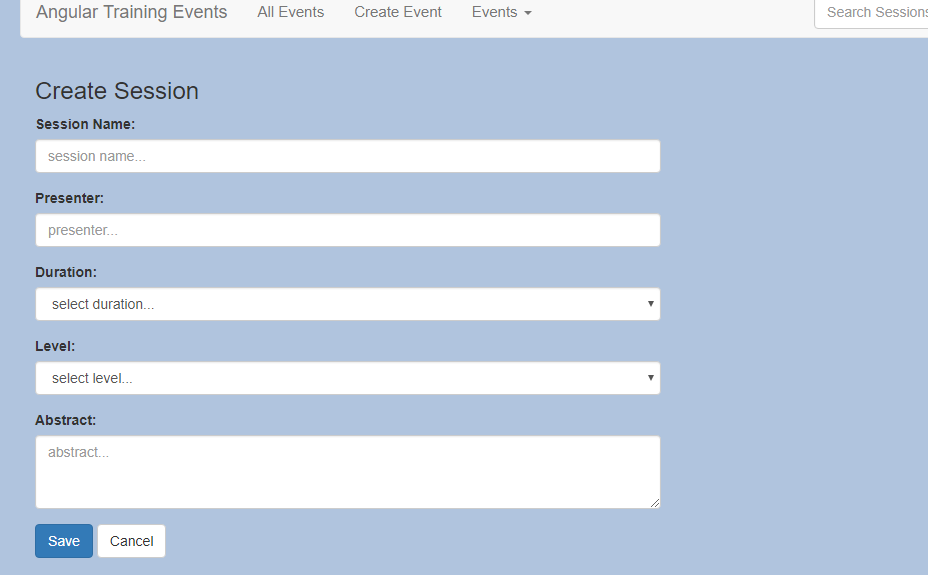 Angular Training Events All Events Create Event Events Search Sessions
Create Session
Session Name:
session name...
Presenter:
presenter...
Duration:
select duration...
Level:
select level...
Abstract:
abstract...
Save Cancel